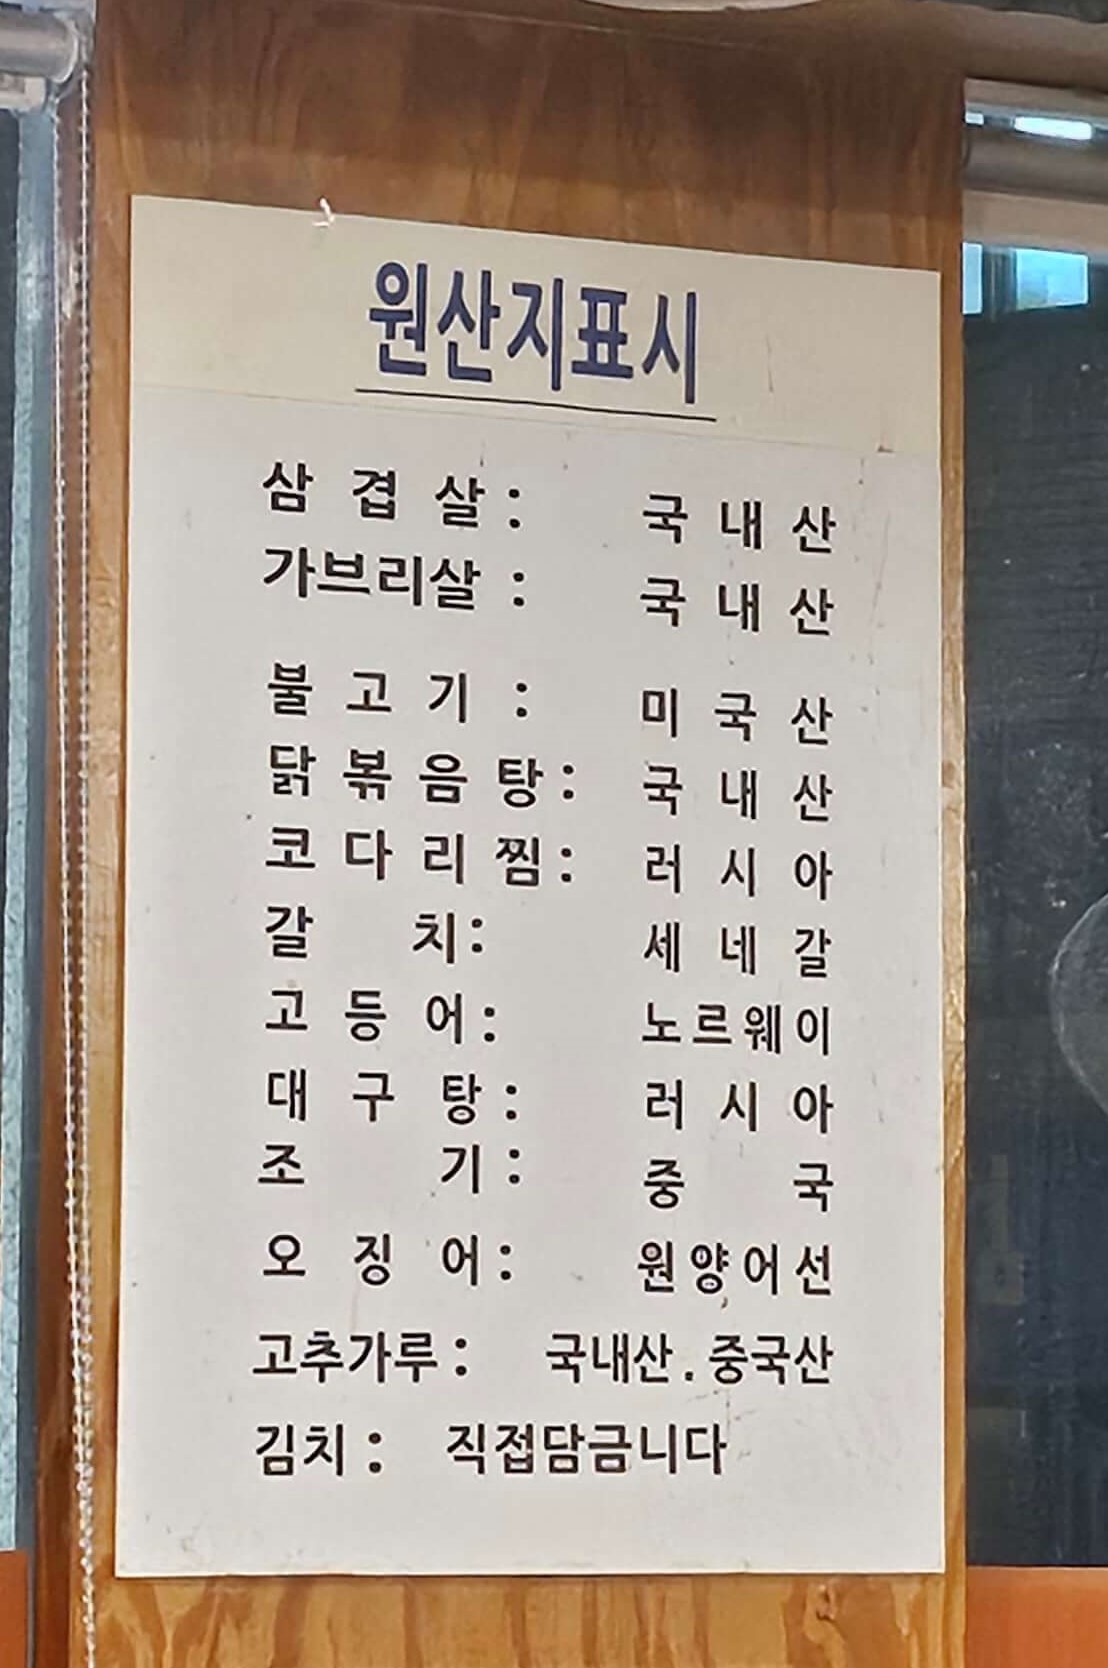 원산지표시
삼 겹 살 : 국 내 산
가브리살 : 국 내 산
불 고 기 : 미 국 산
닭 볶 음 탕 : 국 내 산
코 다 리 찜 : 러 시 아
갈 치 : 세 네 갈
고 등 어 : 노르웨이
대 구 탕 : 러 시 아
조 기 : 중 국
오 징 어 : 원양어선
고추가루 : 국내산 . 중국산
김치 : 직접담금니다